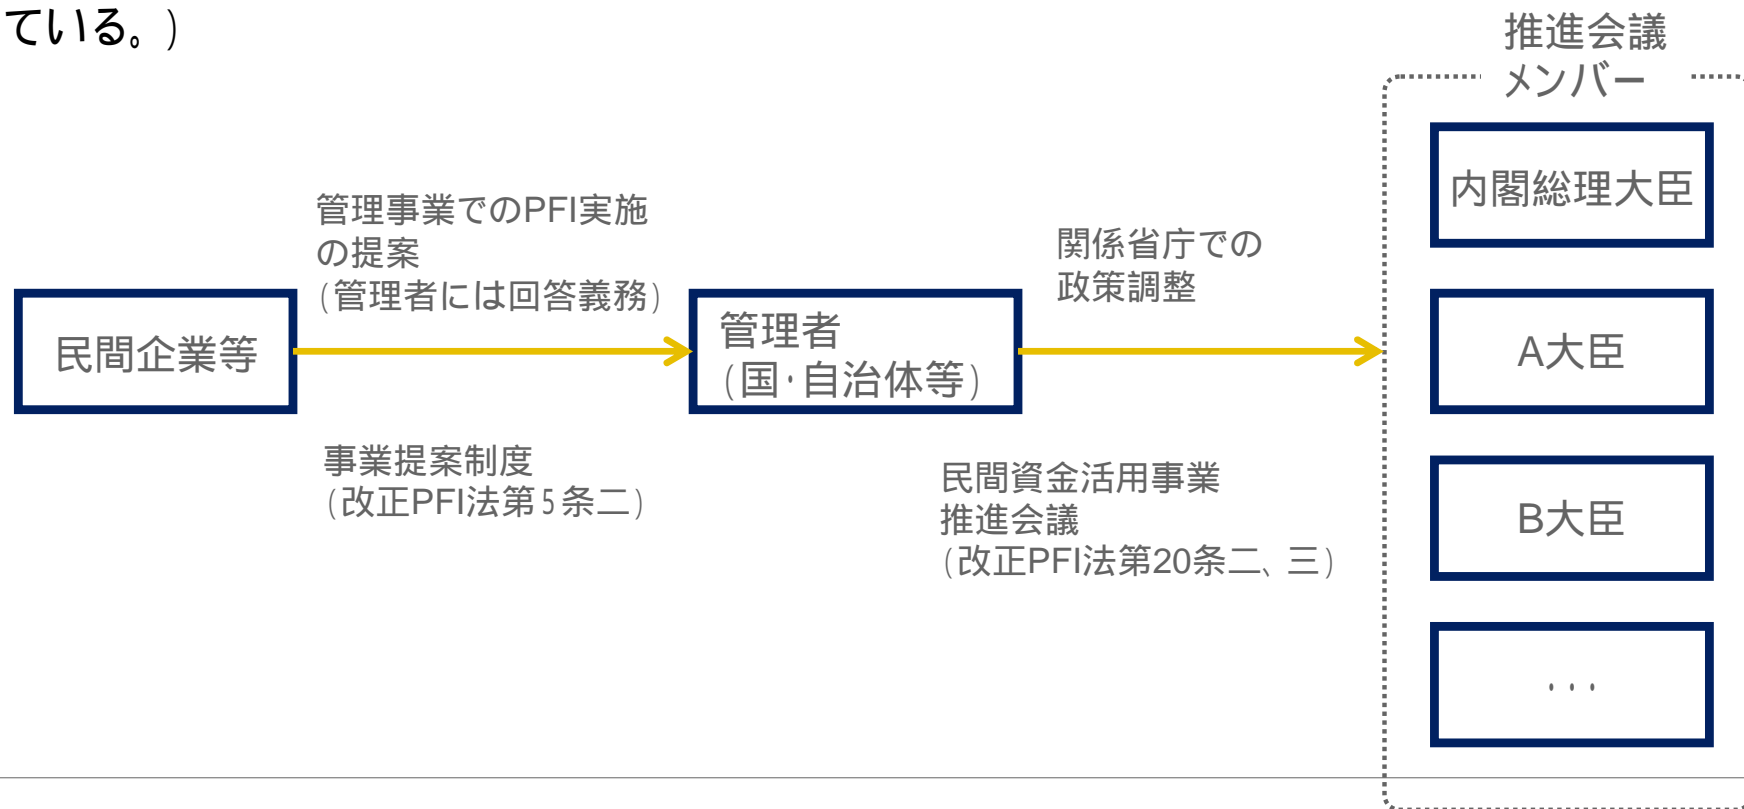 ている。)
推進会議
メンバー
内閣総理大臣
管理事業でのPFI実施
の提案
(管理者には回答義務)
関係省庁での
政策調整
民間企業等
管理者
(国・自治体等)
A大臣
事業提案制度
(改正PFI法第5条二)
民間資金活用事業
推進会議
(改正PFI法第20条二、三)
B大臣
・・・